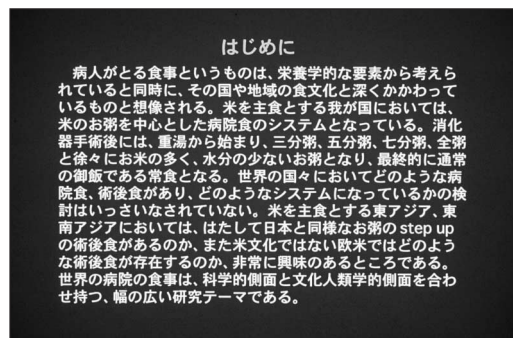 はじめに
病人がとる食事というものは、栄養学的な要素から考えら
れていると同時に、その国や地域の食文化と深くかかわって
いるものと想像される。米を主食とする我が国においては、
米のお粥を中心とした病院食のシステムとなっている。消化
器手術後には、重湯から始まり、三分粥、五分粥、七分粥、全粥
と徐々にお米の多く、水分の少ないお粥となり、最終的に通常
の御飯である常食となる。世界の国々においてどのような病
院食、術後食があり、どのようなシステムになっているかの検
討はいっさいなされていない。米を主食とする東アジア、東
南アジアにおいては、はたして日本と同様なお粥の step up
の術後食があるのか、また米文化ではない欧米ではどのよう
な術後食が存在するのか、非常に興味のあるところである。
世界の病院の食事は、科学的側面と文化人類学的側面を合わ
せ持つ、幅の広い研究テーマである。